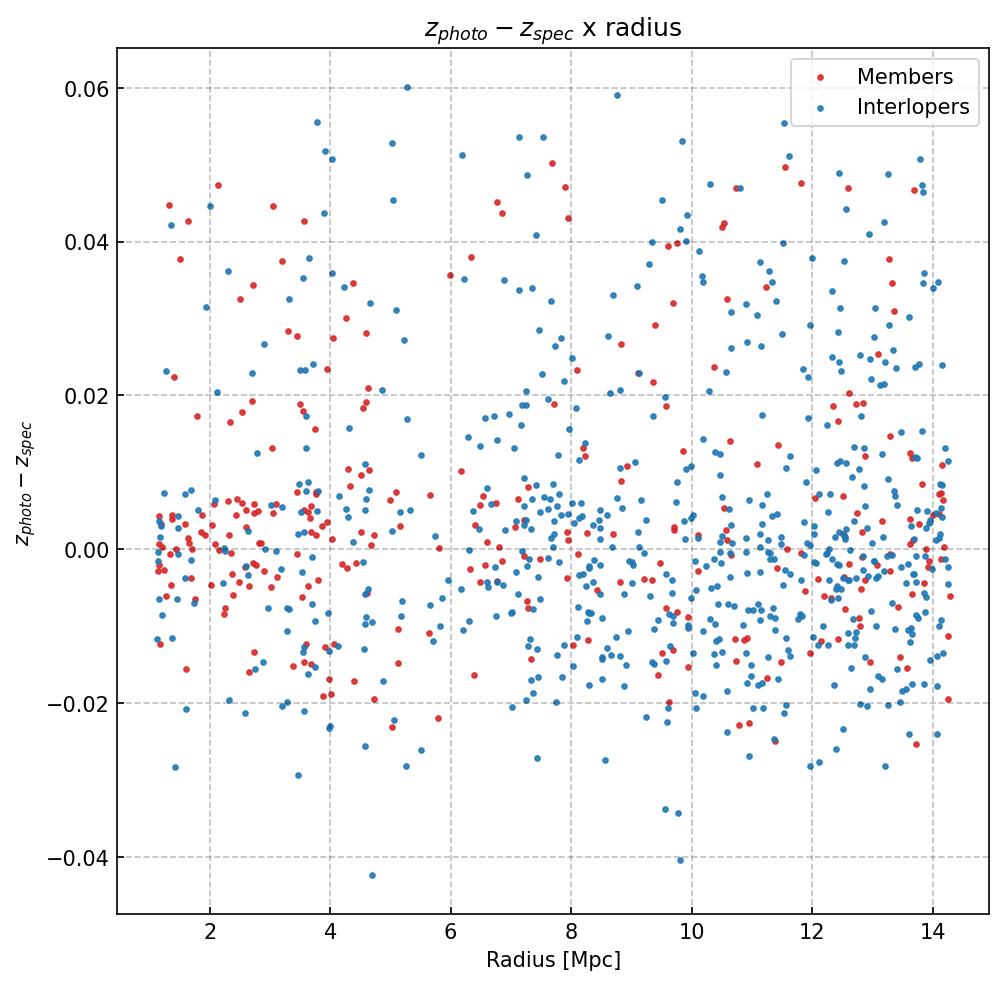 z_photo − z_spec x radius
Members
Interlopers
0.06
0.04
0.02
0.00
−0.02
−0.04
z_photo − z_spec
2 4 6 8 10 12 14
Radius [Mpc]